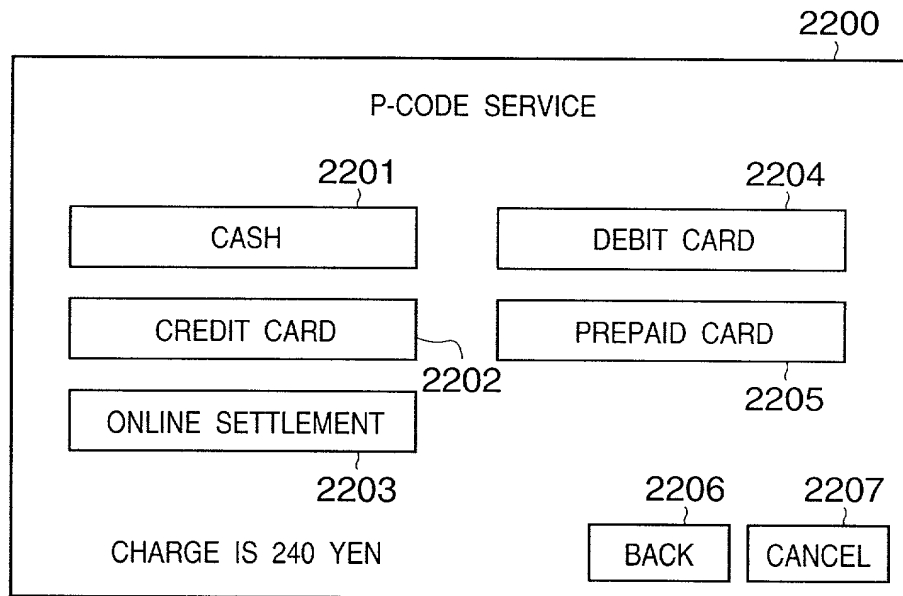 2200
P-CODE SERVICE
2201
2204
CASH
DEBIT CARD
CREDIT CARD
PREPAID CARD
2202
2205
ONLINE SETTLEMENT
2203
2206
2207
CHARGE IS 240 YEN
BACK
CANCEL